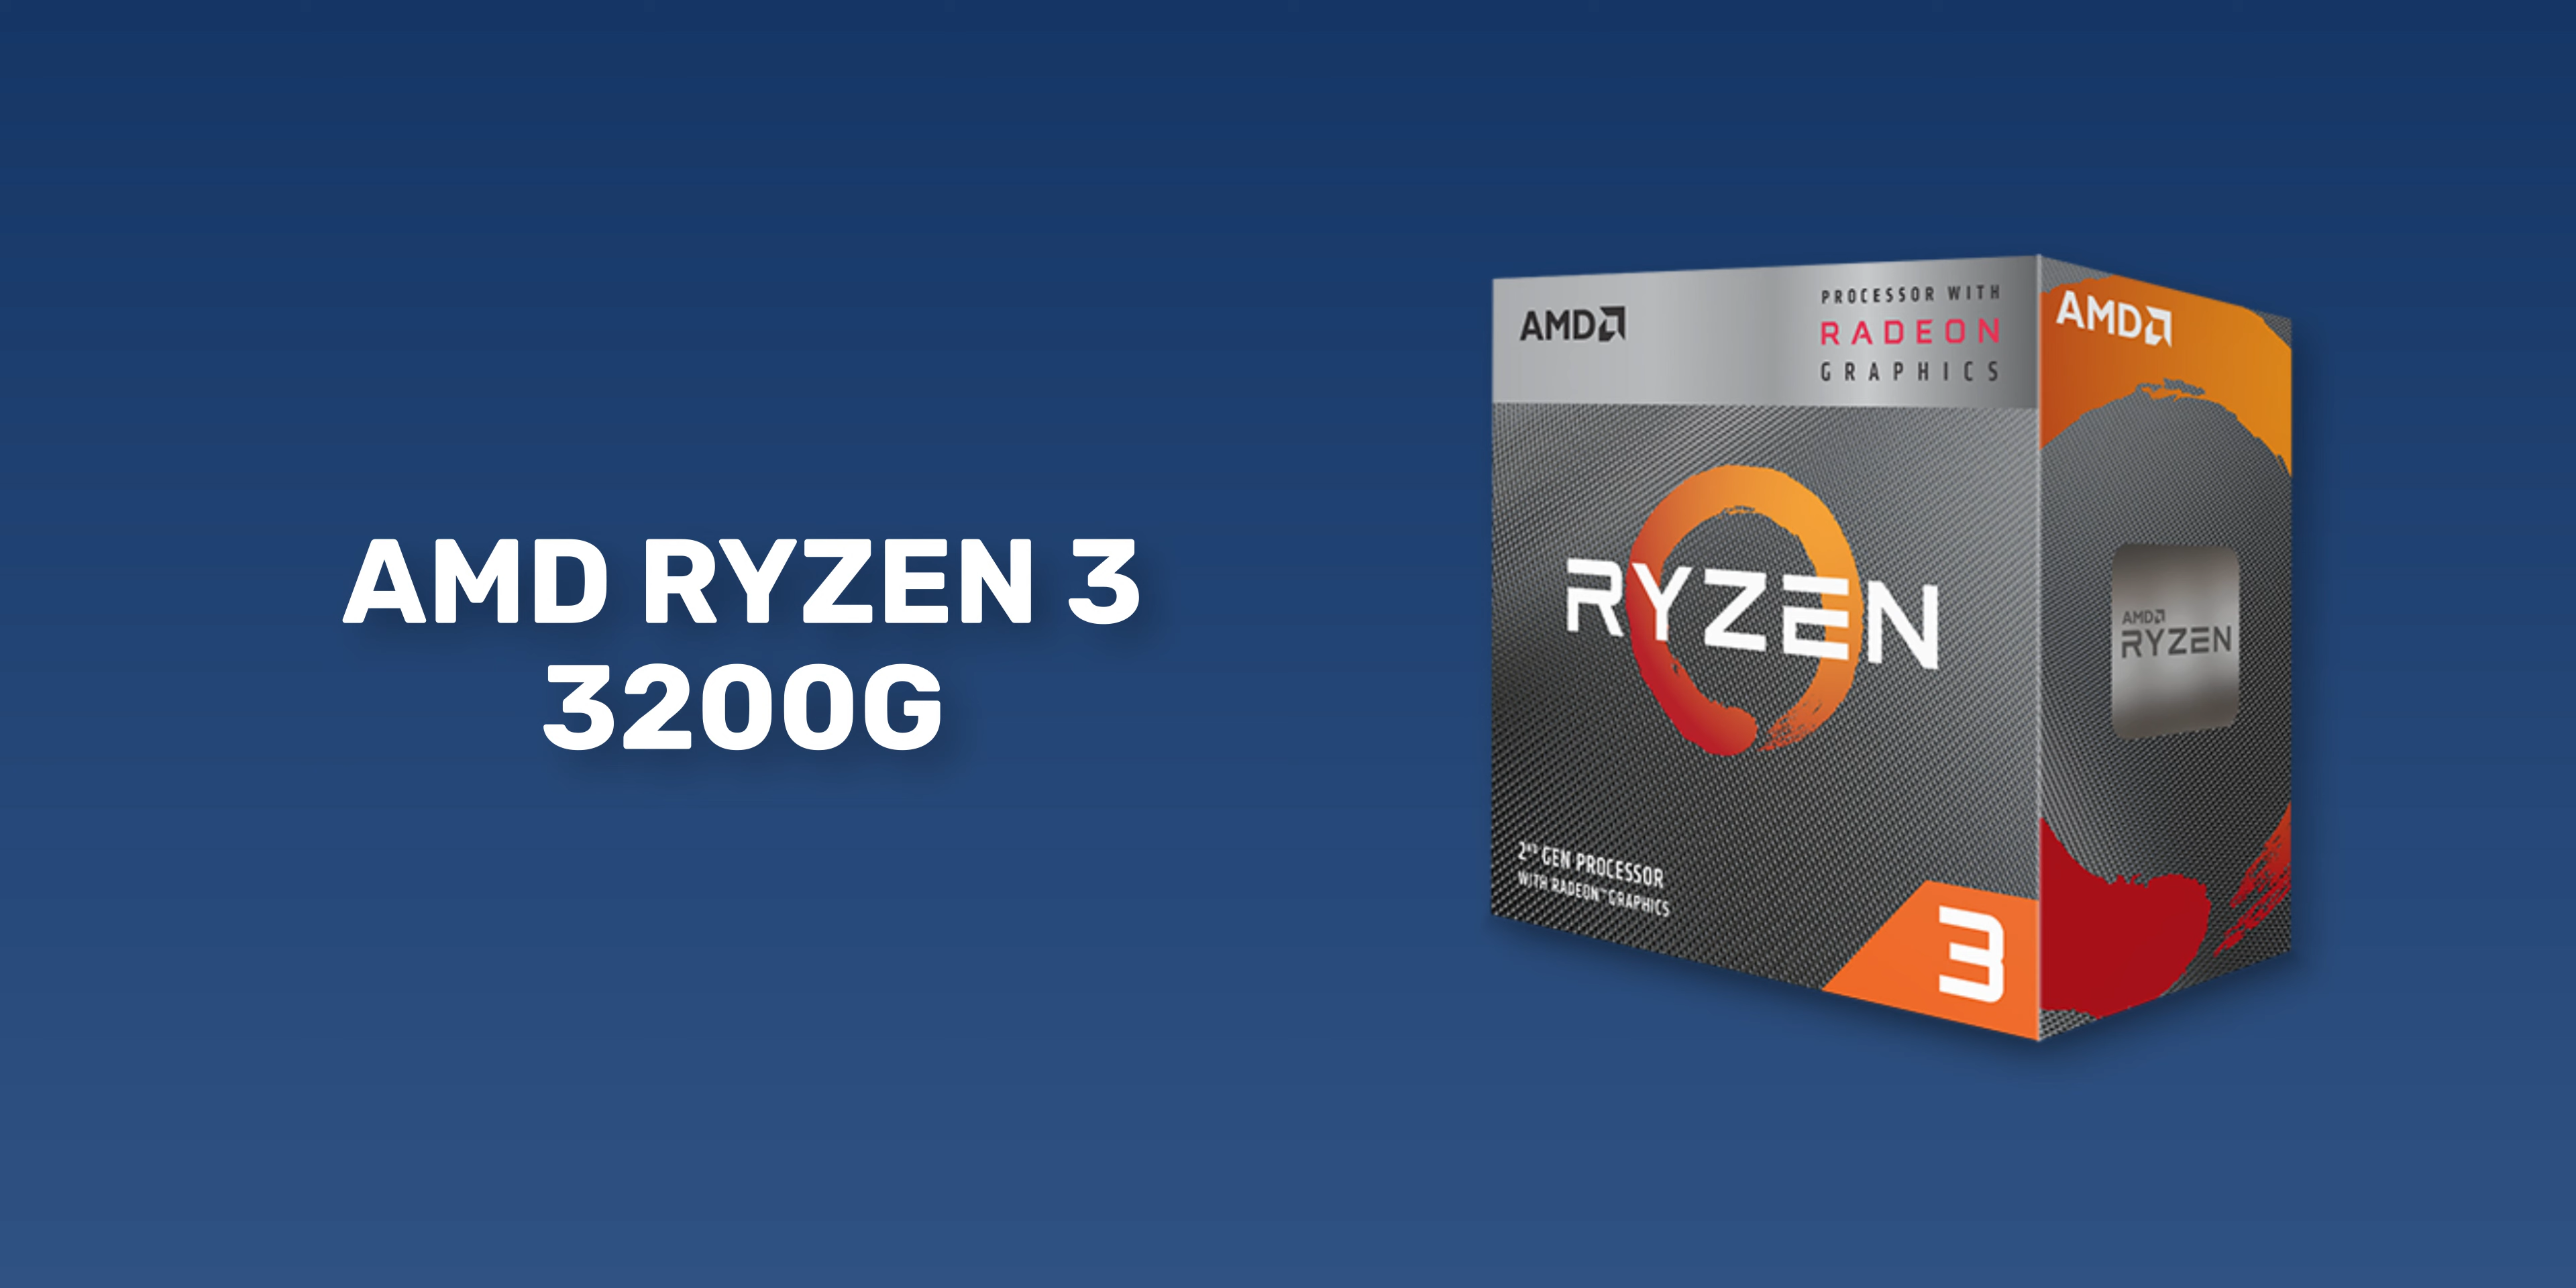 AMD RYZEN 3
3200G
AMD
PROCESSOR WITH
RADEON
GRAPHICS
RYZEN
2ND GEN PROCESSOR
WITH RADEON™ GRAPHICS
3
AMD
AMD
RYZEN